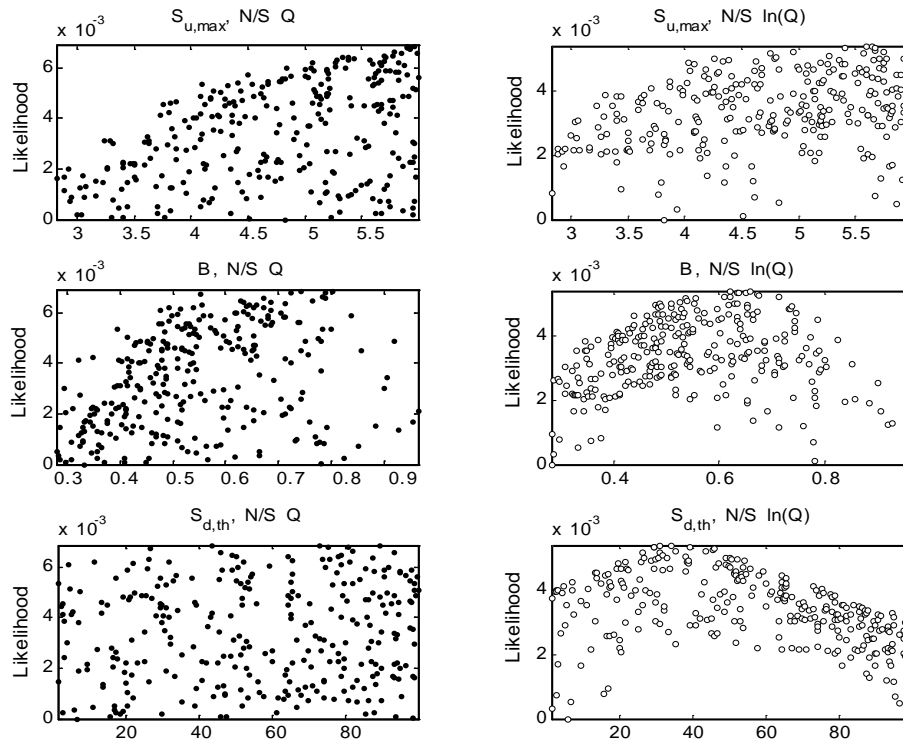 S_{u,max}, N/S Q
x 10^{-3}
6
4
2
0
Likelihood
3 3.5 4 4.5 5 5.5
S_{u,max}, N/S ln(Q)
x 10^{-3}
4
2
0
Likelihood
3 3.5 4 4.5 5 5.5
B, N/S Q
x 10^{-3}
6
4
2
0
Likelihood
0.3 0.4 0.5 0.6 0.7 0.8 0.9
B, N/S ln(Q)
x 10^{-3}
4
2
0
Likelihood
0.4 0.6 0.8
S_{d,th}, N/S Q
x 10^{-3}
6
4
2
0
Likelihood
20 40 60 80
S_{d,th}, N/S ln(Q)
x 10^{-3}
4
2
0
Likelihood
20 40 60 80